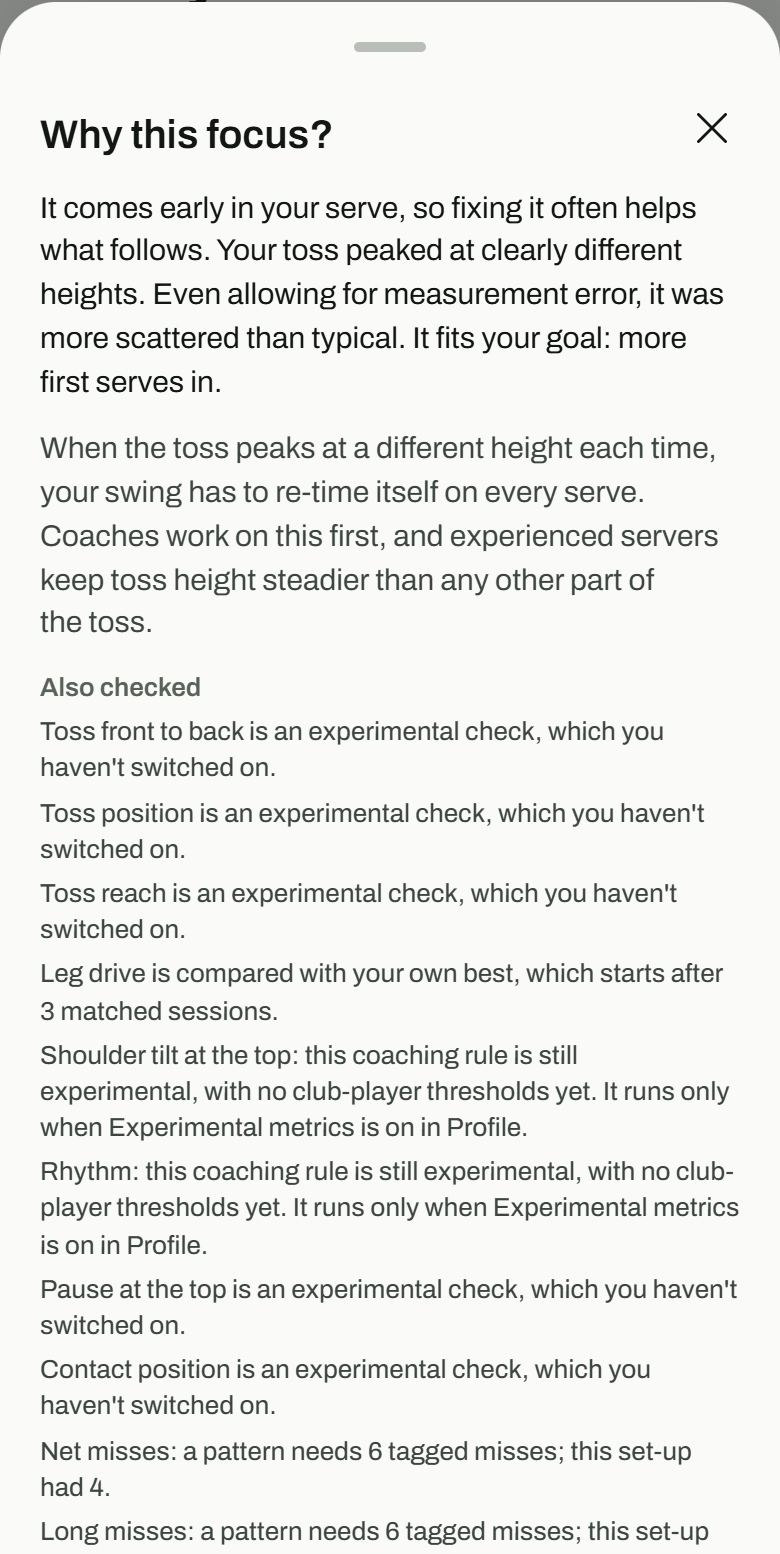 Why this focus?
It comes early in your serve, so fixing it often helps
what follows. Your toss peaked at clearly different
heights. Even allowing for measurement error, it was
more scattered than typical. It fits your goal: more
first serves in.
When the toss peaks at a different height each time,
your swing has to re-time itself on every serve.
Coaches work on this first, and experienced servers
keep toss height steadier than any other part of
the toss.
Also checked
Toss front to back is an experimental check, which you
haven't switched on.
Toss position is an experimental check, which you haven't
switched on.
Toss reach is an experimental check, which you haven't
switched on.
Leg drive is compared with your own best, which starts after
3 matched sessions.
Shoulder tilt at the top: this coaching rule is still
experimental, with no club-player thresholds yet. It runs only
when Experimental metrics is on in Profile.
Rhythm: this coaching rule is still experimental, with no club-
player thresholds yet. It runs only when Experimental metrics
is on in Profile.
Pause at the top is an experimental check, which you haven't
switched on.
Contact position is an experimental check, which you
haven't switched on.
Net misses: a pattern needs 6 tagged misses; this set-up
had 4.
Long misses: a pattern needs 6 tagged misses; this set-up